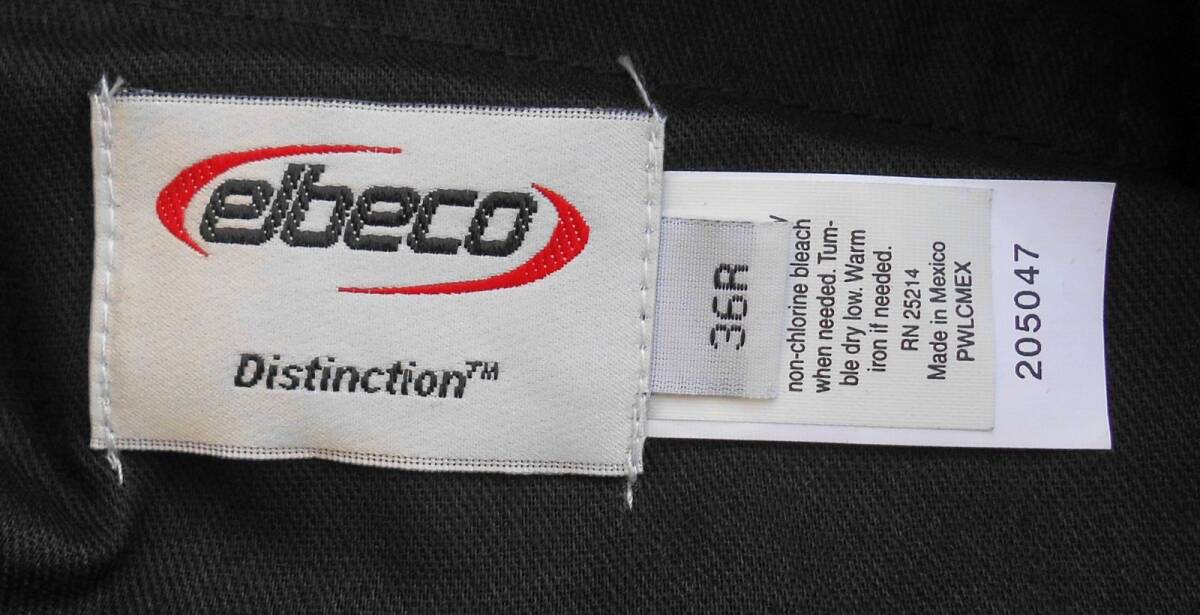 elbeco
Distinction™
36R
non-chlorine bleach
when needed. Tum-
ble dry low. Warm
iron if needed.
RN 25214
Made in Mexico
PWLCMEX
205047